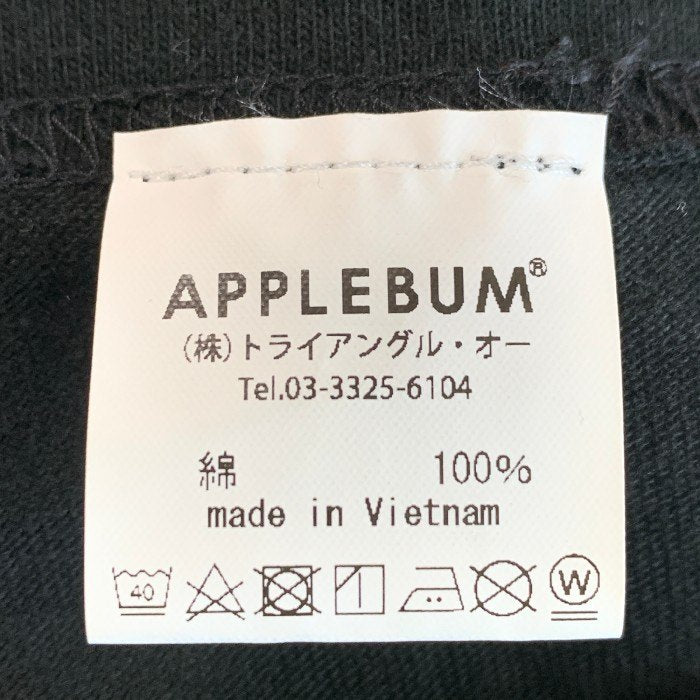 APPLEBUM®
(株)トライアングル・オー
Tel.03-3325-6104
綿 100%
made in Vietnam
40 W